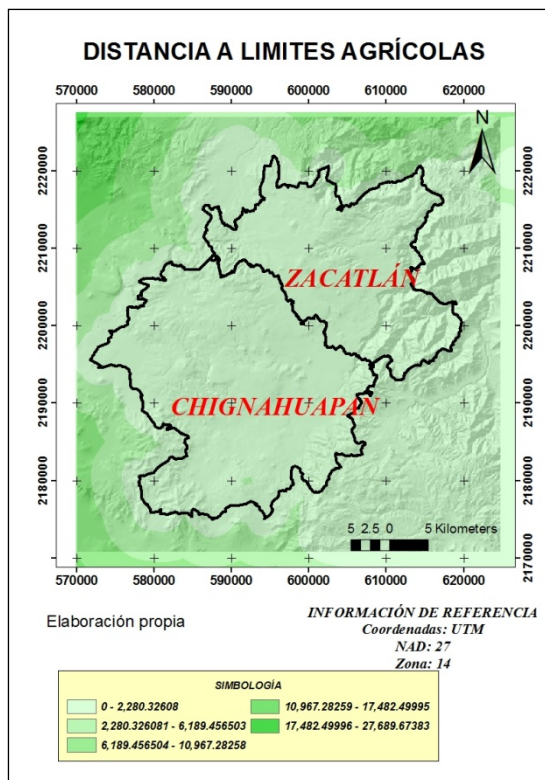 DISTANCIA A LIMITES AGRÍCOLAS
570000 580000 590000 600000 610000 620000
N
2220000 2220000
2210000 2210000
ZACATLÁN
2200000 2200000
2190000 2190000
CHIGNAHUAPAN
2180000 2180000
5 2.5 0 5 Kilometers
2170000
570000 580000 590000 600000 610000 620000
Elaboración propia
INFORMACIÓN DE REFERENCIA
Coordenadas: UTM
NAD: 27
Zona: 14
SIMBOLOGÍA
0 - 2,280.32608
2,280.326081 - 6,189.456503
6,189.456504 - 10,967.28258
10,967.28259 - 17,482.49995
17,482.49996 - 27,689.67383